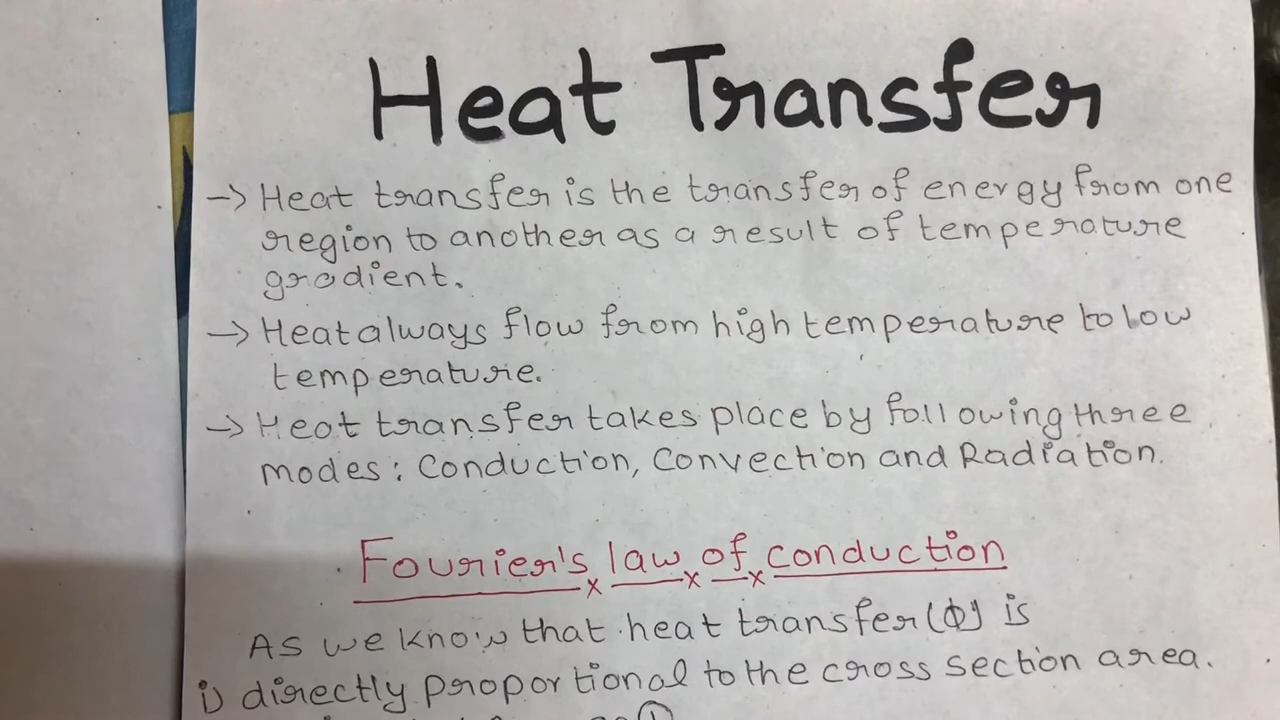 Heat Transfer
→ Heat transfer is the transfer of energy from one
region to another as a result of temperature
gradient.
→ Heat always flow from high temperature to low
temperature.
→ Heat transfer takes place by following three
modes: Conduction, Convection and Radiation.
Fourier's law of conduction
As we know that heat transfer (φ) is
i) directly proportional to the cross section area.